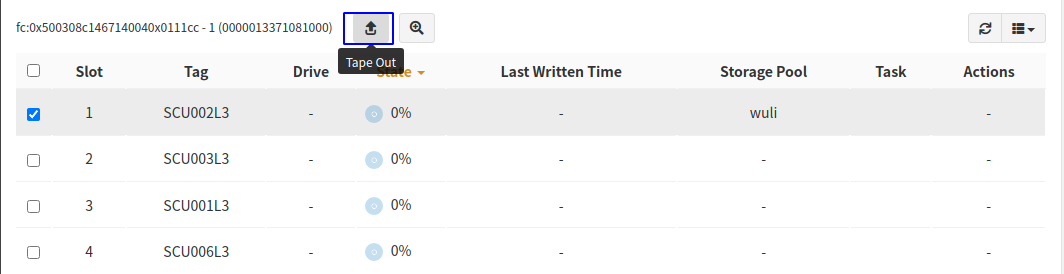 fc:0x500308c1467140040x0111cc - 1 (0000013371081000)
Tape Out
Slot Tag Drive State Last Written Time Storage Pool Task Actions
1 SCU002L3 - 0% - wuli -
2 SCU003L3 - 0% - - -
3 SCU001L3 - 0% - - -
4 SCU006L3 - 0% - - -